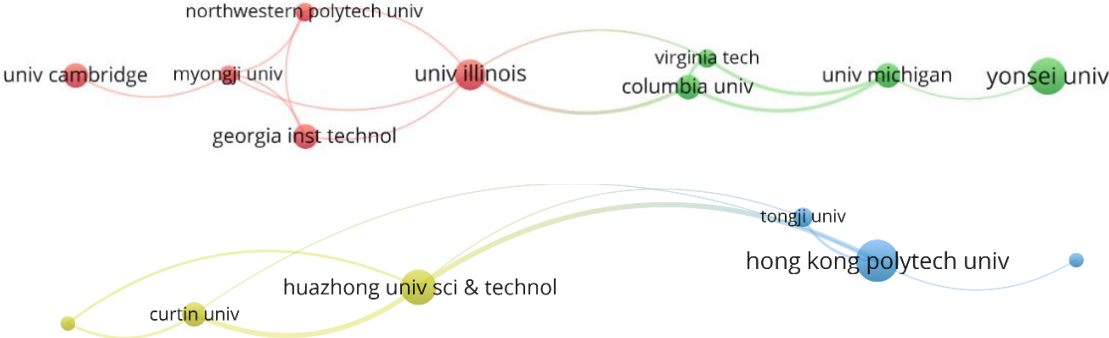 northwestern polytech univ
univ cambridge
myongji univ
univ illinois
georgia inst technol
virginia tech
columbia univ
univ michigan
yonsei univ
tongji univ
hong kong polytech univ
huazhong univ sci & technol
curtin univ